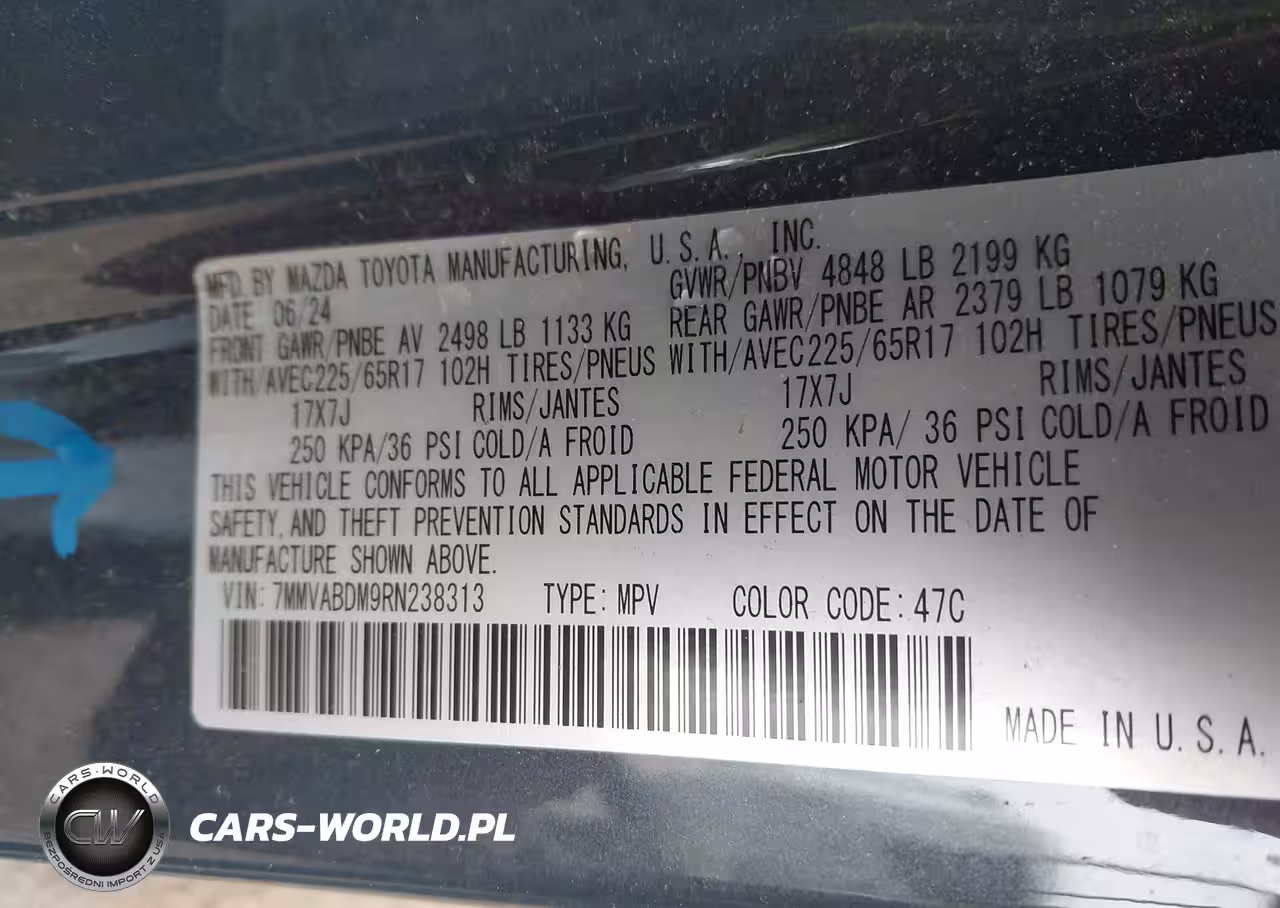 MFD. BY MAZDA TOYOTA MANUFACTURING, U.S.A., INC.
DATE 06/24 GVWR/PNBV 4848 LB 2199 KG
FRONT GAWR/PNBE AV 2498 LB 1133 KG REAR GAWR/PNBE AR 2379 LB 1079 KG
WITH/AVEC225/65R17 102H TIRES/PNEUS WITH/AVEC225/65R17 102H TIRES/PNEUS
17X7J RIMS/JANTES 17X7J RIMS/JANTES
250 KPA/36 PSI COLD/A FROID 250 KPA/ 36 PSI COLD/A FROID
THIS VEHICLE CONFORMS TO ALL APPLICABLE FEDERAL MOTOR VEHICLE
SAFETY, AND THEFT PREVENTION STANDARDS IN EFFECT ON THE DATE OF
MANUFACTURE SHOWN ABOVE.
VIN: 7MMVABDM9RN238313 TYPE: MPV COLOR CODE: 47C
MADE IN U.S.A.
CARS-WORLD
CW
BEZPOŚREDNI IMPORT Z USA
CARS-WORLD.PL